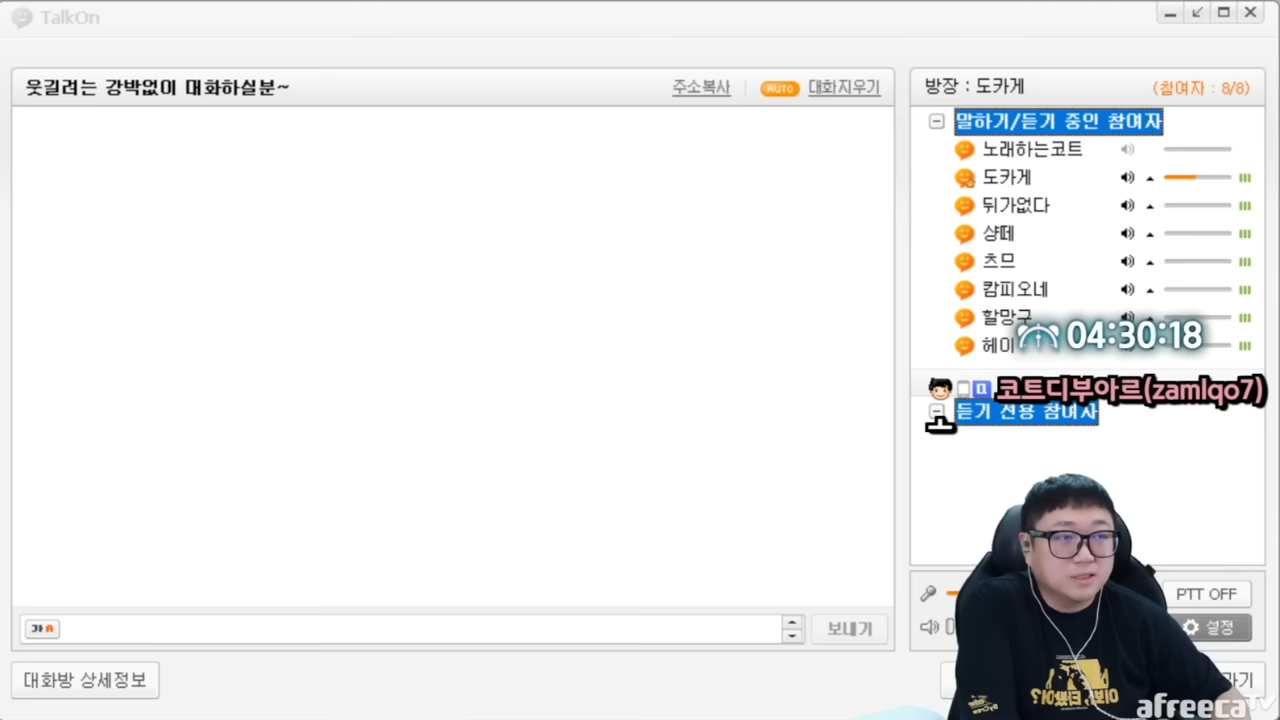 TalkOn
웃길려는 강박없이 대화하실분~
주소복사
AUTO
대화지우기
방장 : 도카게
(참여자 : 8/8)
말하기/듣기 중인 참여자
노래하는코트
도카게
뒤가없다
샹떼
츠므
캄피오네
할망구
헤이
04:30:18
코트디부아르(zamlqo7)
듣기 전용 참여자
ㅗ
PTT OFF
설정
가
보내기
대화방 상세정보
가기
afreecaTV